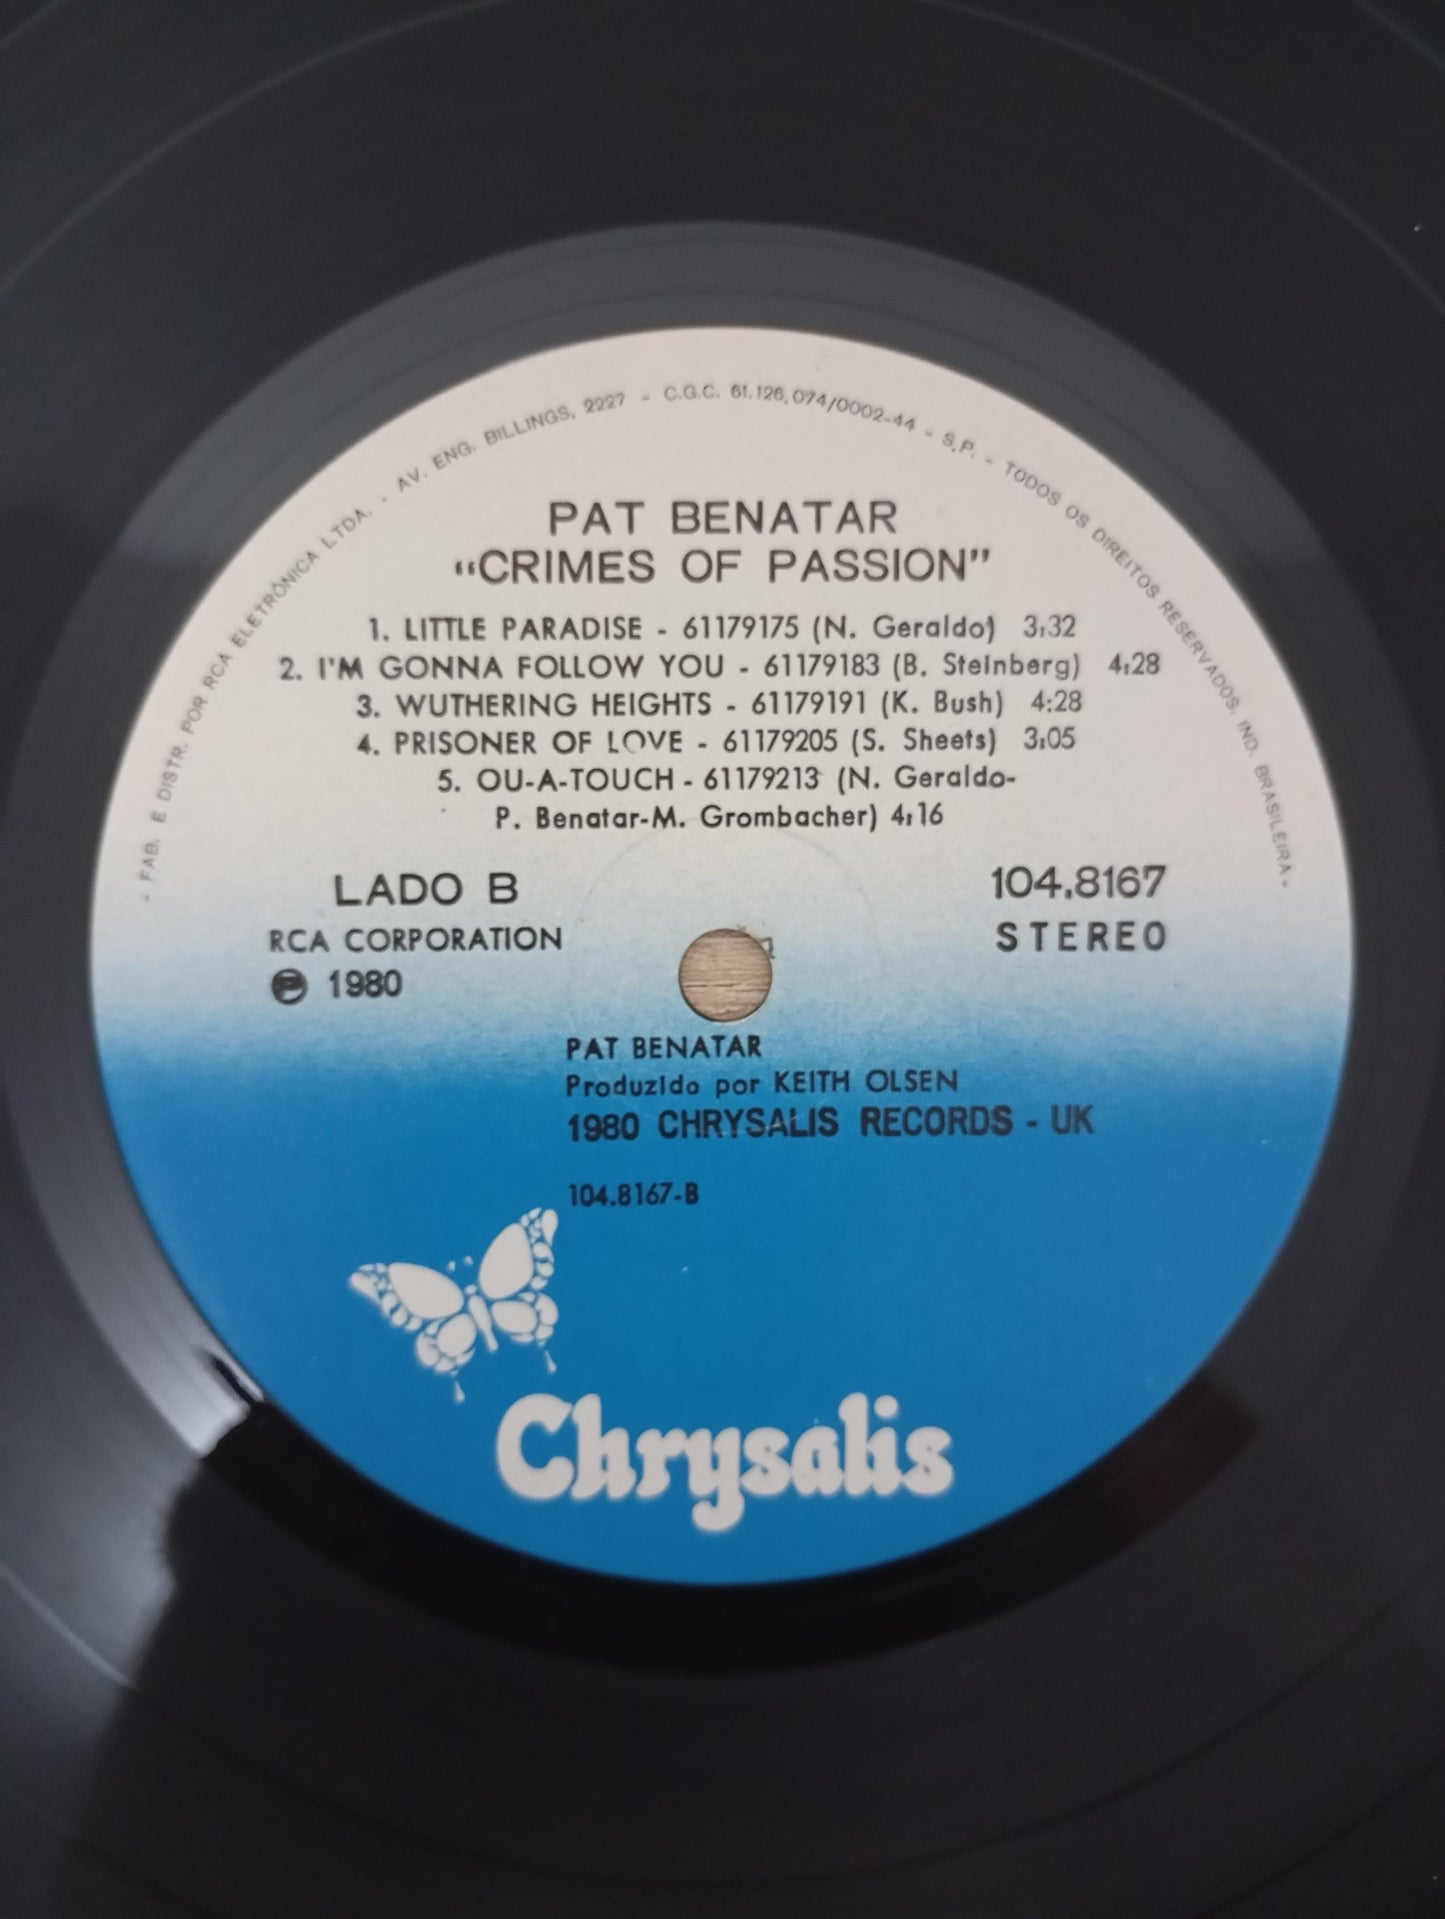 - FAB. E DISTR. POR RCA ELETRÔNICA LTDA. - AV. ENG. BILLINGS, 2227 - C.G.C. 61.126.074/0002-44 - S.P. - TODOS OS DIREITOS RESERVADOS. IND. BRASILEIRA -
PAT BENATAR
“CRIMES OF PASSION”
1. LITTLE PARADISE - 61179175 (N. Geraldo) 3:32
2. I'M GONNA FOLLOW YOU - 61179183 (B. Steinberg) 4:28
3. WUTHERING HEIGHTS - 61179191 (K. Bush) 4:28
4. PRISONER OF LOVE - 61179205 (S. Sheets) 3:05
5. OU-A-TOUCH - 61179213 (N. Geraldo-
P. Benatar-M. Grombacher) 4:16
LADO B 104.8167
RCA CORPORATION STEREO
℗ 1980
PAT BENATAR
Produzido por KEITH OLSEN
1980 CHRYSALIS RECORDS - UK
104.8167-B
Chrysalis